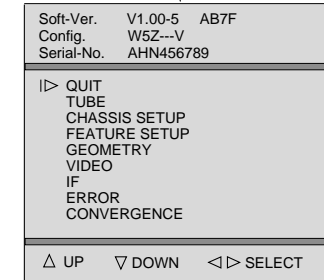 Soft-Ver. V1.00-5 AB7F
Config. W5Z---V
Serial-No. AHN456789
QUIT
TUBE
CHASSIS SETUP
FEATURE SETUP
GEOMETRY
VIDEO
IF
ERROR
CONVERGENCE
△ UP ▽ DOWN ◁ ▷ SELECT